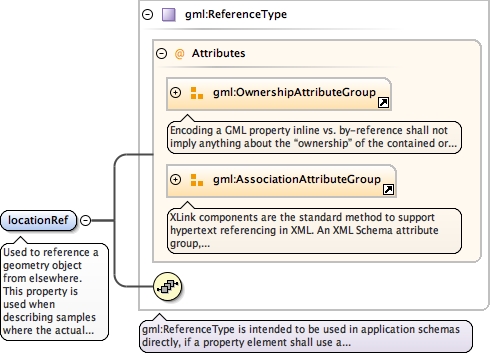 gml:ReferenceType
@ Attributes
gml:OwnershipAttributeGroup
Encoding a GML property inline vs. by-reference shall not
imply anything about the “ownership” of the contained or...
gml:AssociationAttributeGroup
XLink components are the standard method to support
hypertext referencing in XML. An XML Schema attribute
group,...
locationRef
Used to reference a
geometry object
from elsewhere.
This property is
used when
describing samples
where the actual...
gml:ReferenceType is intended to be used in application schemas
directly, if a property element shall use a...